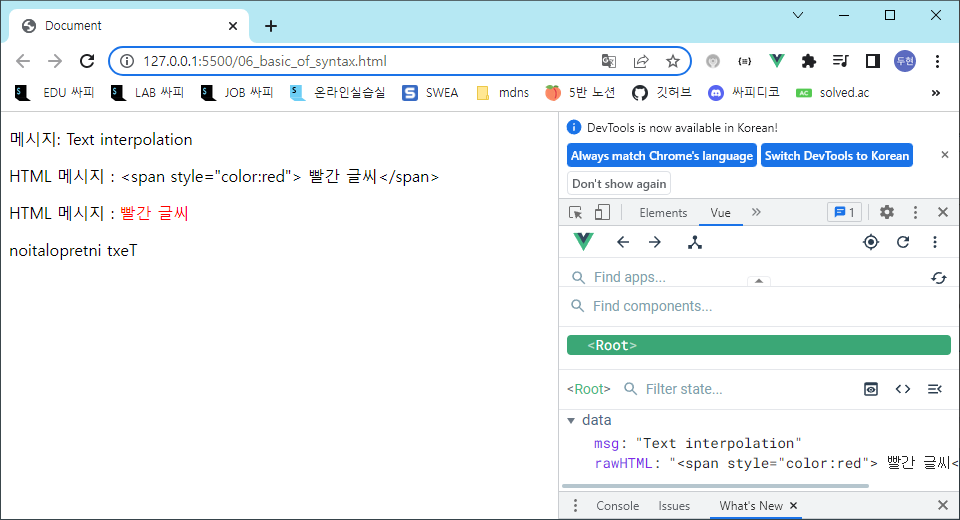 Document
127.0.0.1:5500/06_basic_of_syntax.html
두현
EDU 싸피 LAB 싸피 JOB 싸피 온라인실습실 SWEA mdns 5반 노션 깃허브 싸피디코 AC solved.ac »
메시지: Text interpolation
HTML 메시지 : <span style="color:red"> 빨간 글씨</span>
HTML 메시지 : 빨간 글씨
noitalopretni txeT
DevTools is now available in Korean!
Always match Chrome's language Switch DevTools to Korean
Don't show again
Elements Vue » 1
Find apps...
Find components...
<Root>
<Root> Filter state...
data
msg: "Text interpolation"
rawHTML: "<span style="color:red"> 빨간 글씨<
Console Issues What's New